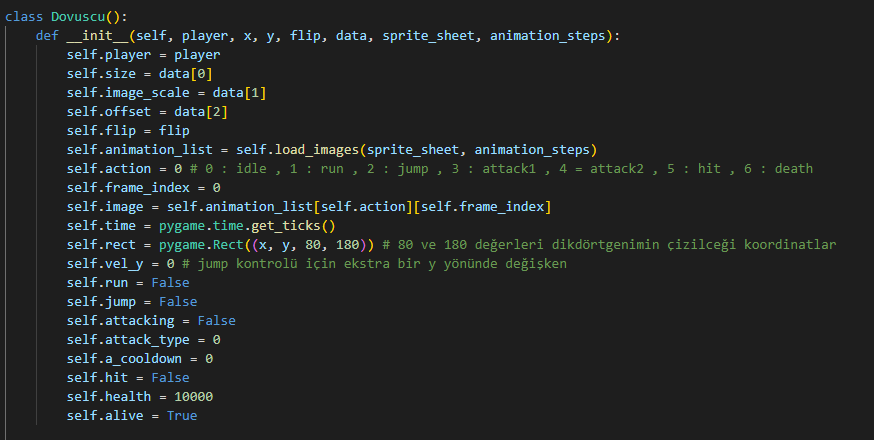 class Dovuscu():
    def __init__(self, player, x, y, flip, data, sprite_sheet, animation_steps):
        self.player = player
        self.size = data[0]
        self.image_scale = data[1]
        self.offset = data[2]
        self.flip = flip
        self.animation_list = self.load_images(sprite_sheet, animation_steps)
        self.action = 0 # 0 : idle , 1 : run , 2 : jump , 3 : attack1 , 4 = attack2 , 5 : hit , 6 : death
        self.frame_index = 0
        self.image = self.animation_list[self.action][self.frame_index]
        self.time = pygame.time.get_ticks()
        self.rect = pygame.Rect((x, y, 80, 180)) # 80 ve 180 değerleri dikdörtgenimin çizilceği koordinatlar
        self.vel_y = 0 # jump kontrolü için ekstra bir y yönünde değişken
        self.run = False
        self.jump = False
        self.attacking = False
        self.attack_type = 0
        self.a_cooldown = 0
        self.hit = False
        self.health = 10000
        self.alive = True